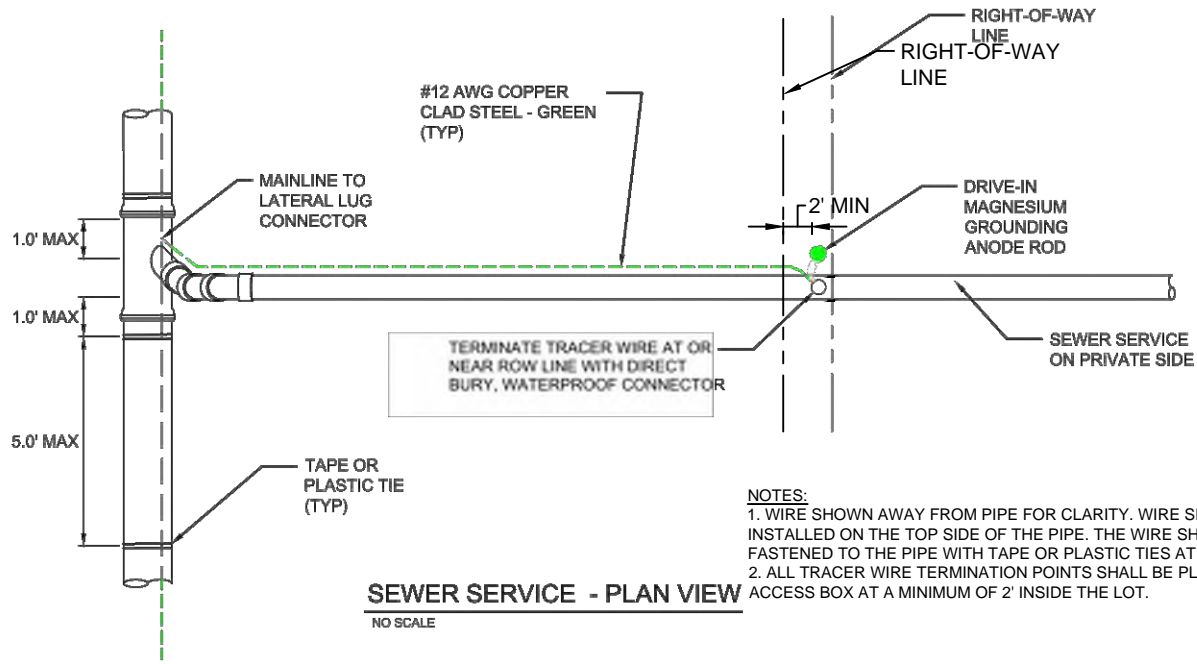 RIGHT-OF-WAY
LINE
RIGHT-OF-WAY
LINE
#12 AWG COPPER
CLAD STEEL - GREEN
(TYP)
MAINLINE TO
LATERAL LUG
CONNECTOR
DRIVE-IN
MAGNESIUM
GROUNDING
ANODE ROD
2' MIN
1.0' MAX
1.0' MAX
TERMINATE TRACER WIRE AT OR
NEAR ROW LINE WITH DIRECT
BURY, WATERPROOF CONNECTOR
SEWER SERVICE
ON PRIVATE SIDE
5.0' MAX
TAPE OR
PLASTIC TIE
(TYP)
NOTES:
1. WIRE SHOWN AWAY FROM PIPE FOR CLARITY. WIRE
INSTALLED ON THE TOP SIDE OF THE PIPE. THE WIRE
FASTENED TO THE PIPE WITH TAPE OR PLASTIC TIES AT
2. ALL TRACER WIRE TERMINATION POINTS SHALL BE
ACCESS BOX AT A MINIMUM OF 2' INSIDE THE LOT.
SEWER SERVICE - PLAN VIEW
NO SCALE